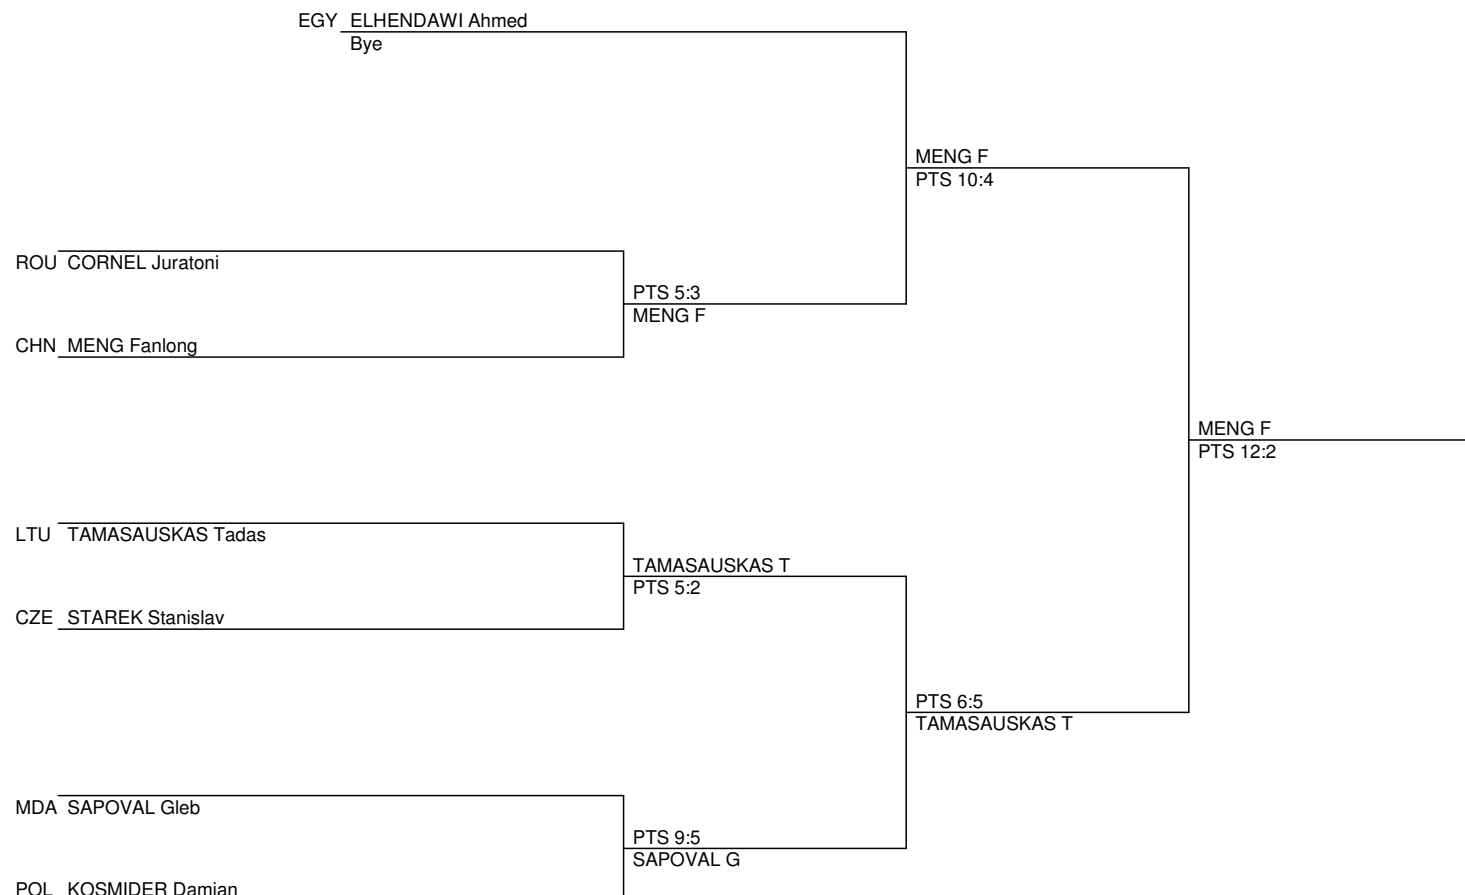 EGY ELHENDAWI Ahmed
Bye
MENG F
PTS 10:4
ROU CORNEL Juratoni
PTS 5:3
MENG F
CHN MENG Fanlong
MENG F
PTS 12:2
LTU TAMASAUSKAS Tadas
TAMASAUSKAS T
PTS 5:2
CZE STAREK Stanislav
PTS 6:5
TAMASAUSKAS T
MDA SAPOVAL Gleb
PTS 9:5
SAPOVAL G
POL KOSMIDER Damian